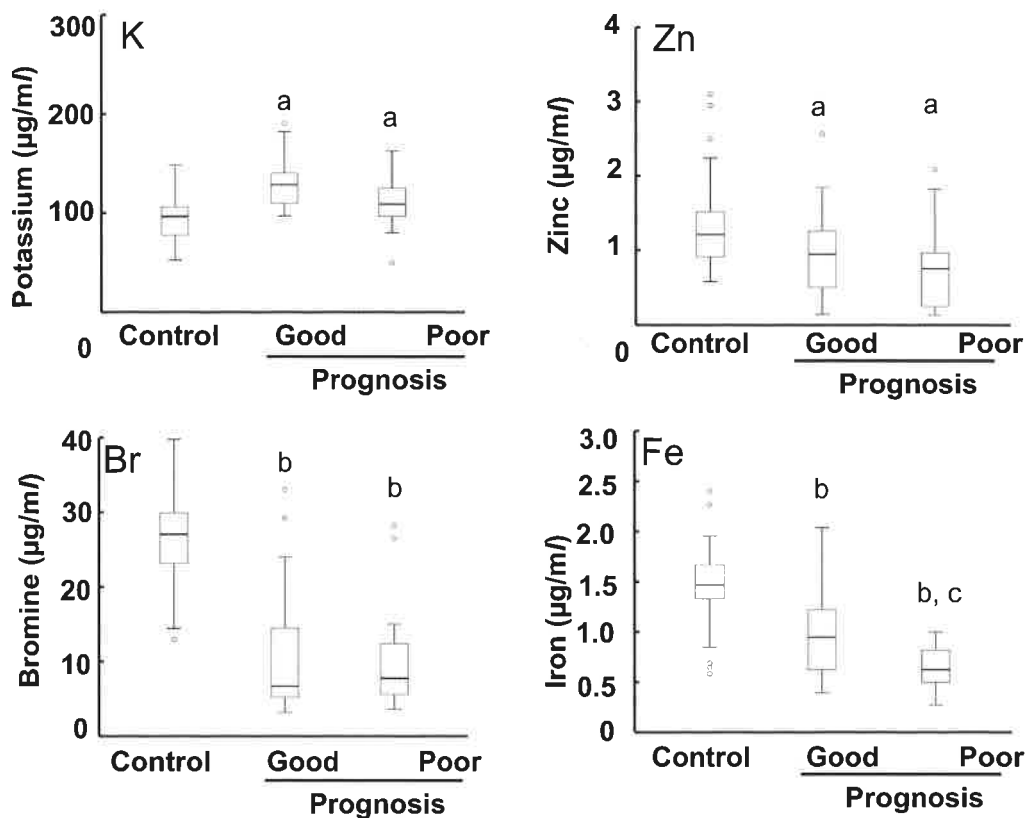 K
Potassium (µg/ml)
300
200
100
0
a
a
Control
Good
Poor
Prognosis
Zn
Zinc (µg/ml)
4
3
2
1
0
a
a
Control
Good
Poor
Prognosis
Br
Bromine (µg/ml)
40
30
20
10
0
b
b
Control
Good
Poor
Prognosis
Fe
Iron (µg/ml)
3.0
2.5
2.0
1.5
1.0
0.5
0
b
b, c
Control
Good
Poor
Prognosis